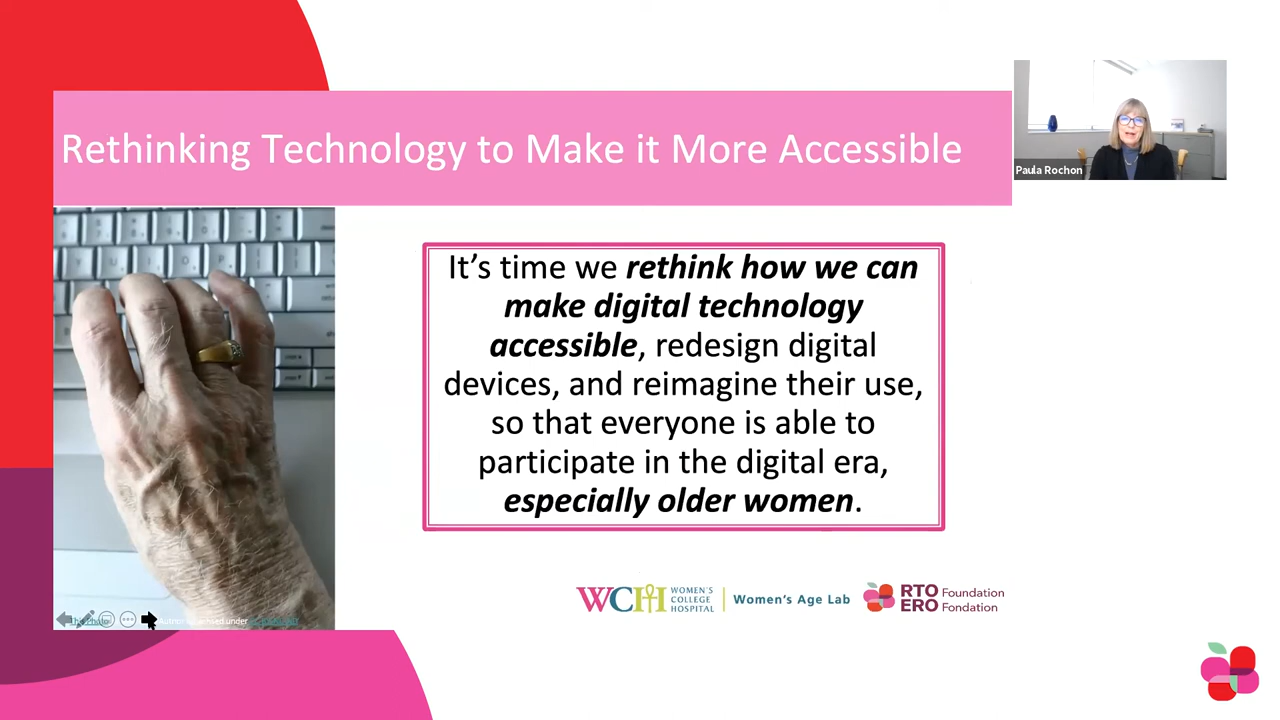 Rethinking Technology to Make it More Accessible
Paula Rochon
It’s time we rethink how we can
make digital technology
accessible, redesign digital
devices, and reimagine their use,
so that everyone is able to
participate in the digital era,
especially older women.
WCH WOMEN'S COLLEGE HOSPITAL
Women's Age Lab
RTO Foundation
ERO Fondation